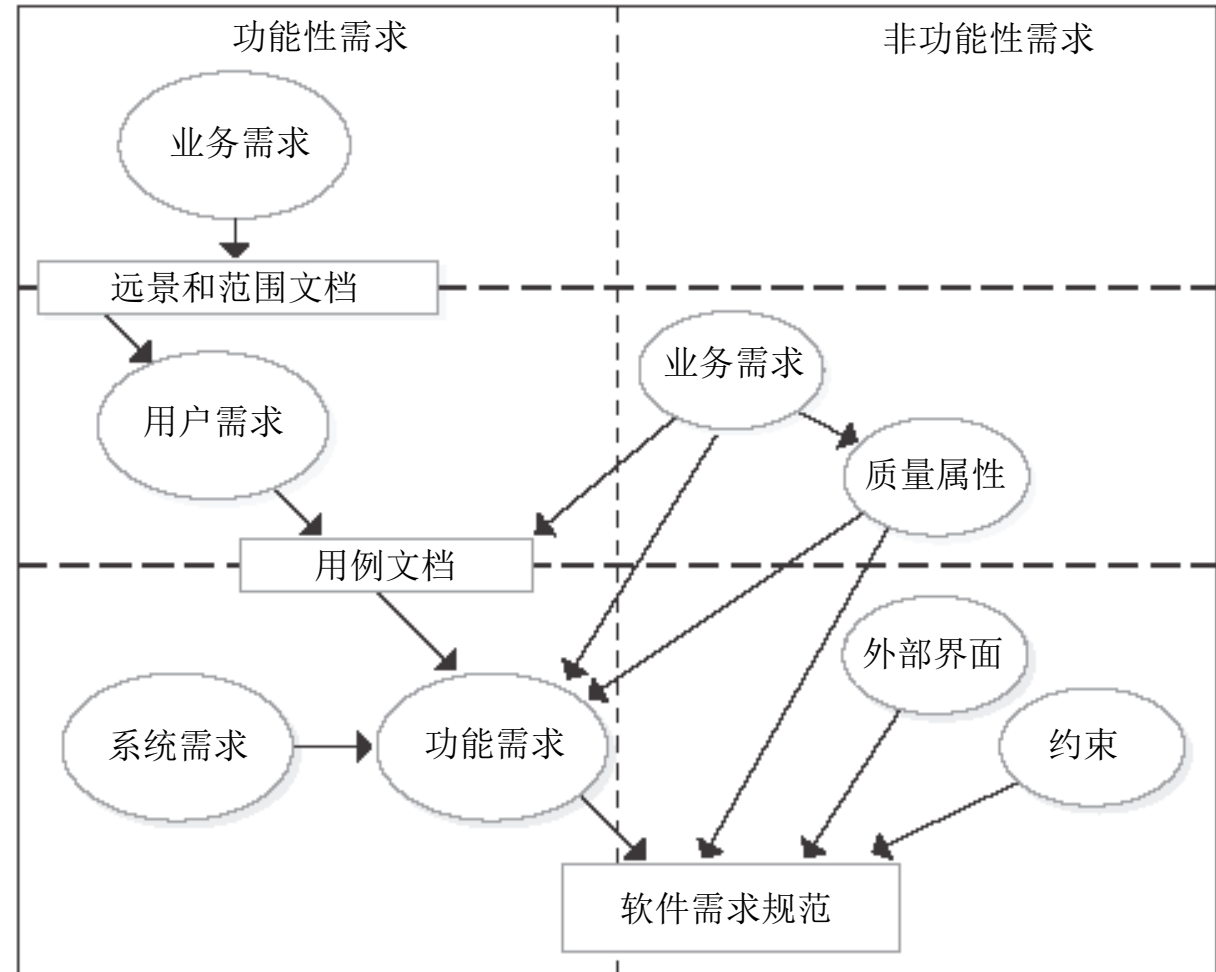 功能性需求
非功能性需求
业务需求
远景和范围文档
业务需求
用户需求
质量属性
用例文档
外部界面
系统需求
功能需求
约束
软件需求规范